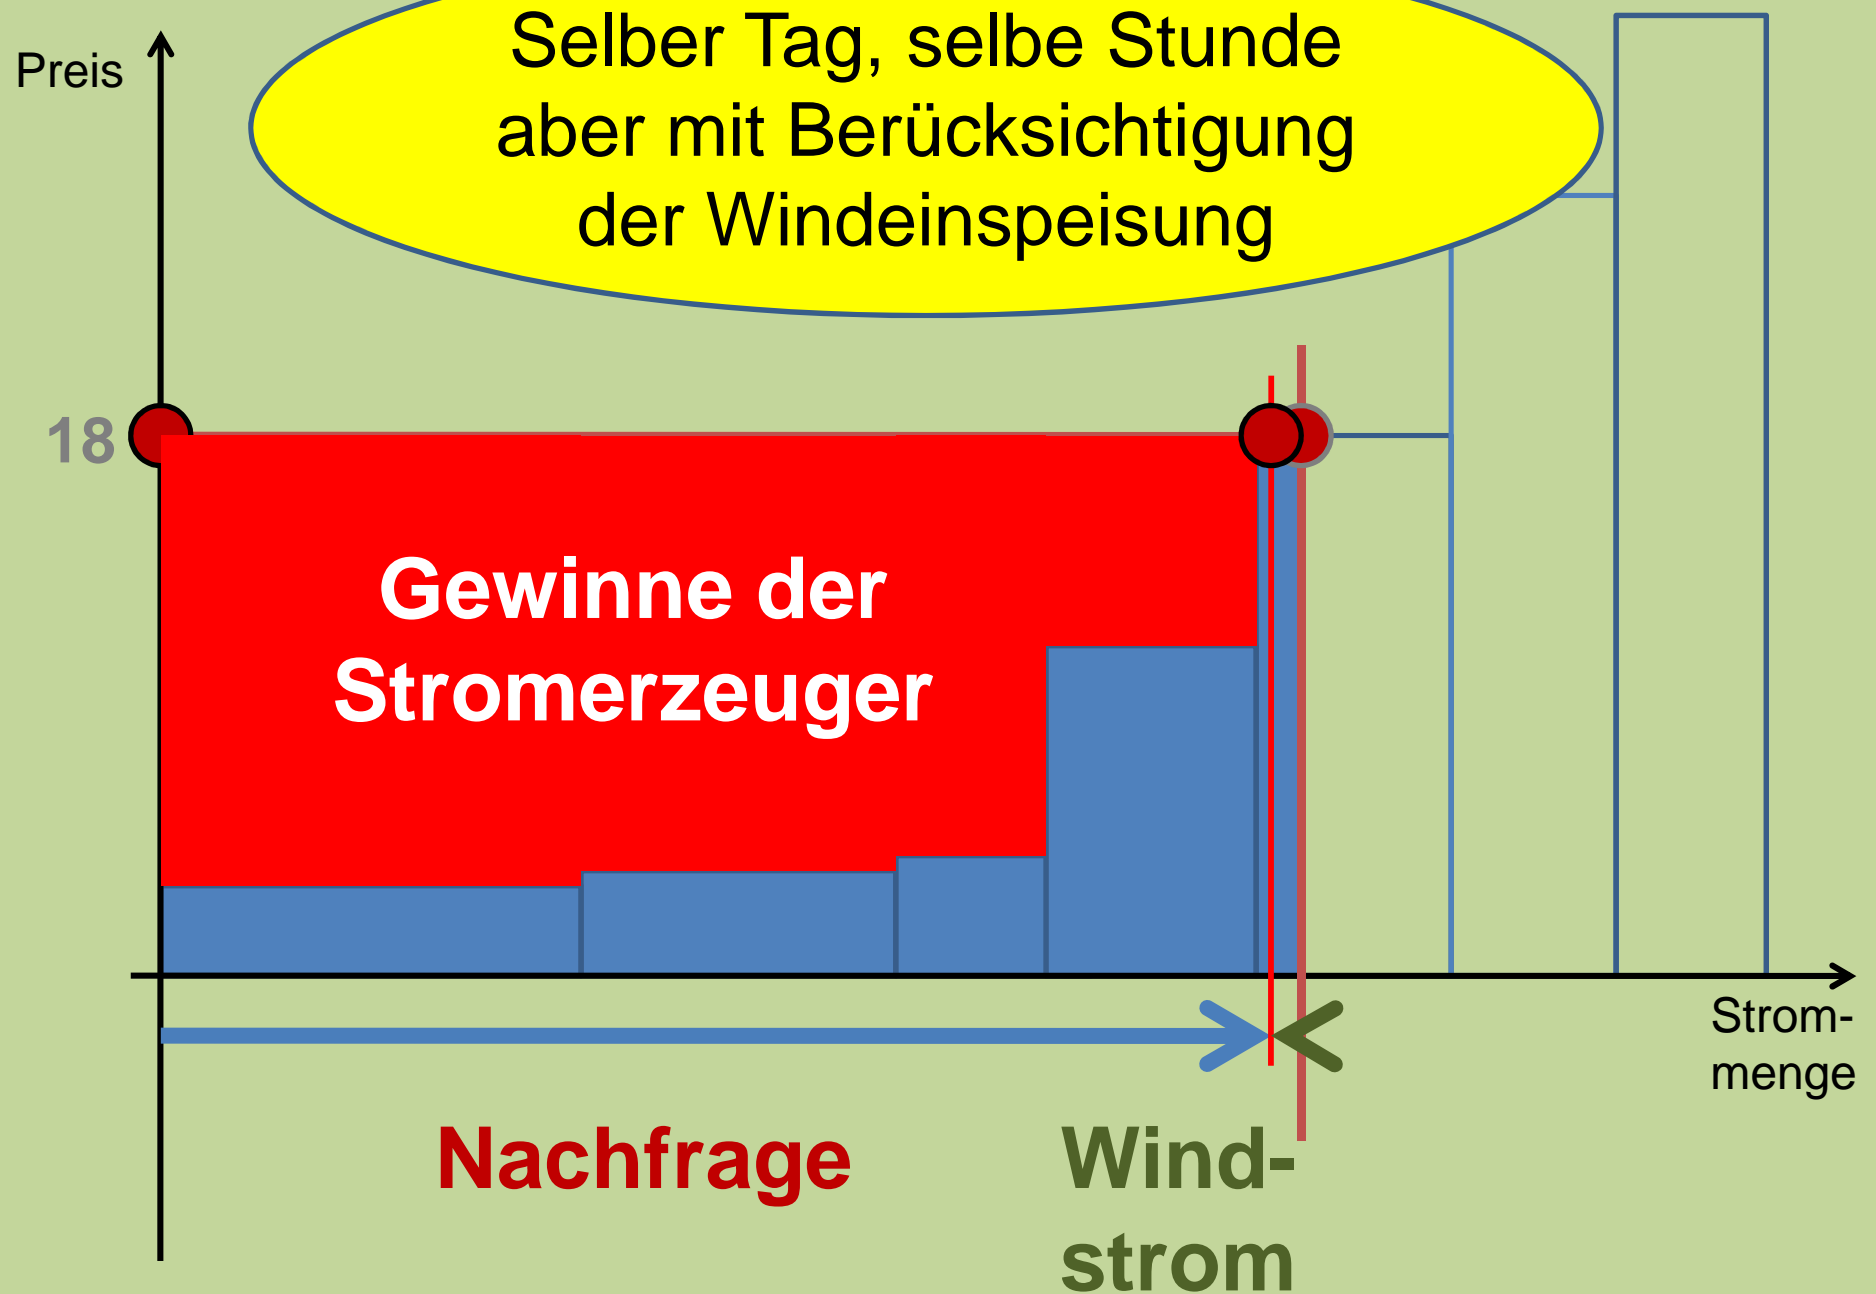 Selber Tag, selbe Stunde
aber mit Berücksichtigung
der Windeinspeisung
Preis
18
Gewinne der
Stromerzeuger
Strom-
menge
Nachfrage
Wind-
strom